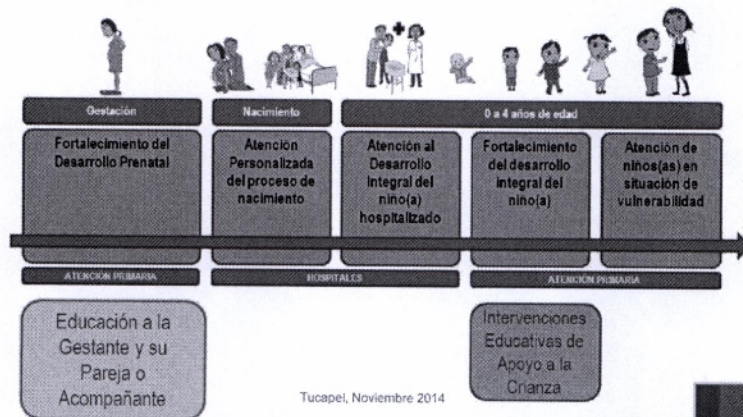 Gestación
Nacimiento
0 a 4 años de edad
Fortalecimiento del
Desarrollo Prenatal
Atención
Personalizada
del proceso de
nacimiento
Atención al
Desarrollo
Integral del
niño(a)
hospitalizado
Fortalecimiento
del desarrollo
integral del
niño(a)
Atención de
niños(as) en
situación de
vulnerabilidad
ATENCIÓN PRIMARIA
HOSPITALES
ATENCIÓN PRIMARIA
Educación a la
Gestante y su
Pareja o
Acompañante
Intervenciones
Educativas de
Apoyo a la
Crianza
Tucapel, Noviembre 2014